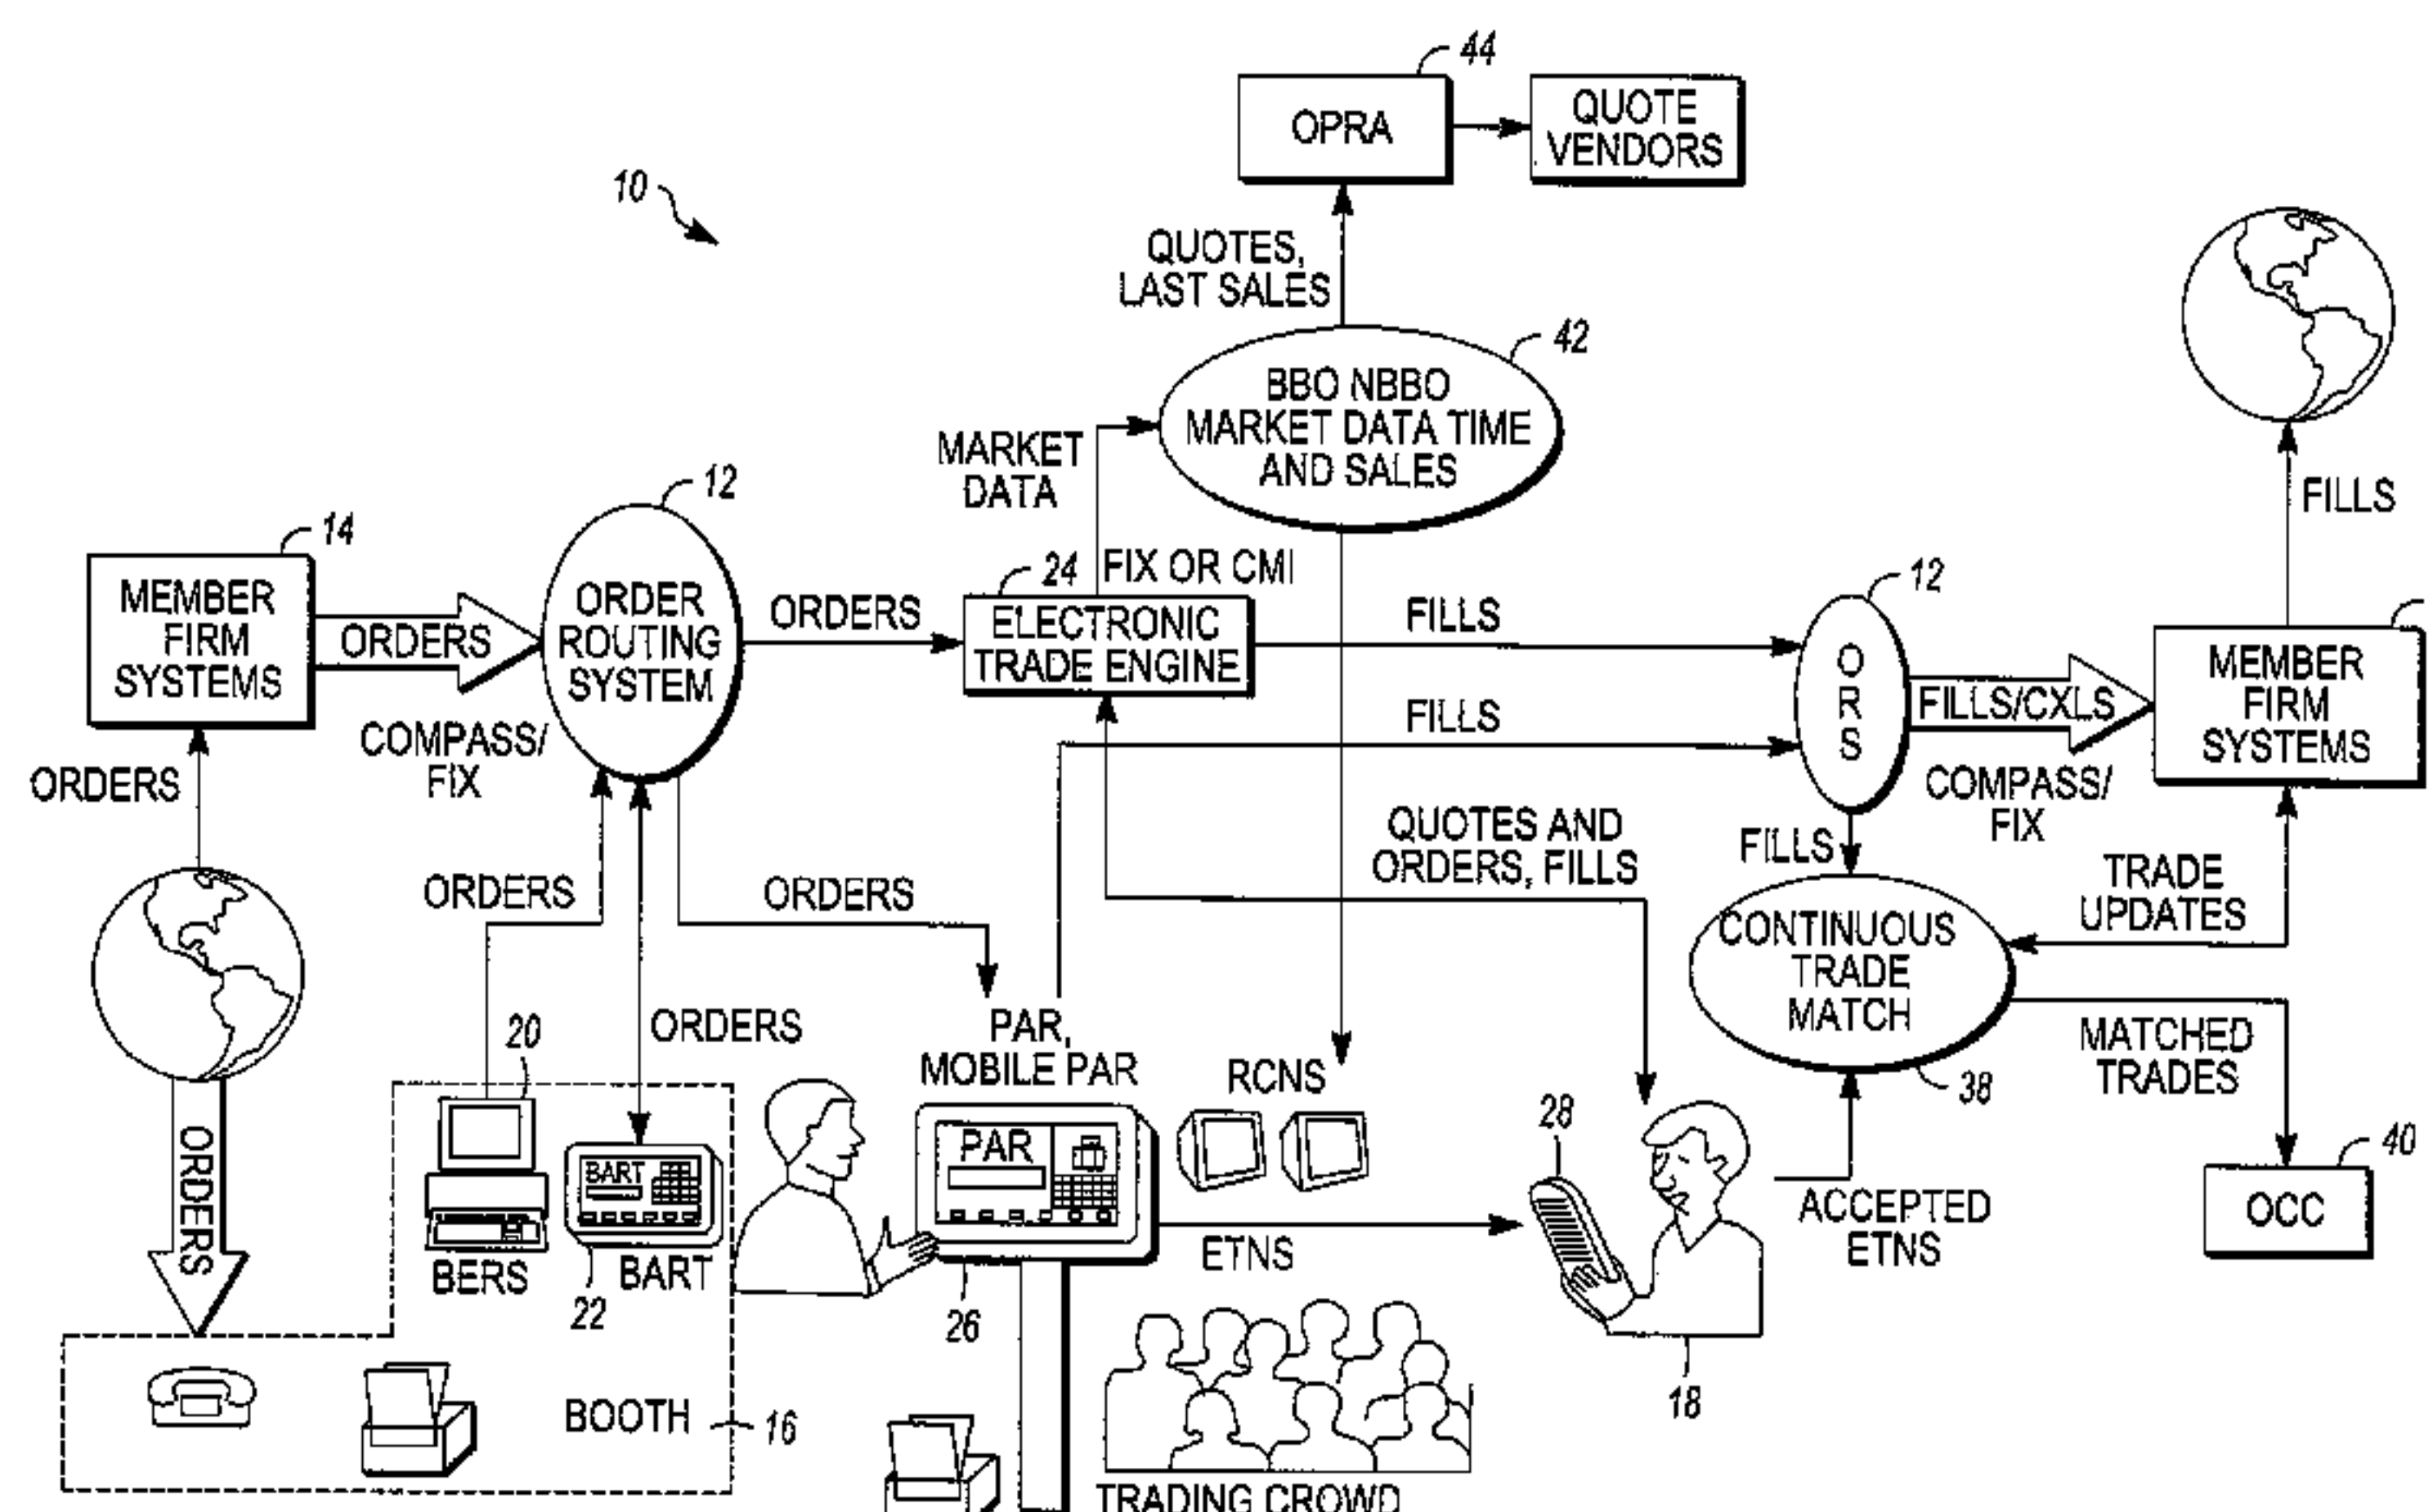 44
OPRA
QUOTE
VENDORS
10
QUOTES,
LAST SALES
42
BBO NBBO
MARKET DATA TIME
AND SALES
MARKET
DATA
FILLS
12
14
MEMBER
FIRM
SYSTEMS
ORDERS
ORDER
ROUTING
SYSTEM
ORDERS
24
FIX OR CMI
ELECTRONIC
TRADE ENGINE
FILLS
12
O
R
S
FILLS/CXLS
MEMBER
FIRM
SYSTEMS
FILLS
COMPASS/
FIX
COMPASS/
FIX
ORDERS
QUOTES AND
ORDERS, FILLS
FILLS
TRADE
UPDATES
ORDERS
ORDERS
CONTINUOUS
TRADE
MATCH
38
ORDERS
20
PAR,
MOBILE PAR
RCNS
MATCHED
TRADES
ORDERS
BART
PAR
28
40
OCC
ACCEPTED
ETNS
ETNS
BERS
22
BART
26
18
BOOTH
16
TRADING CROWD